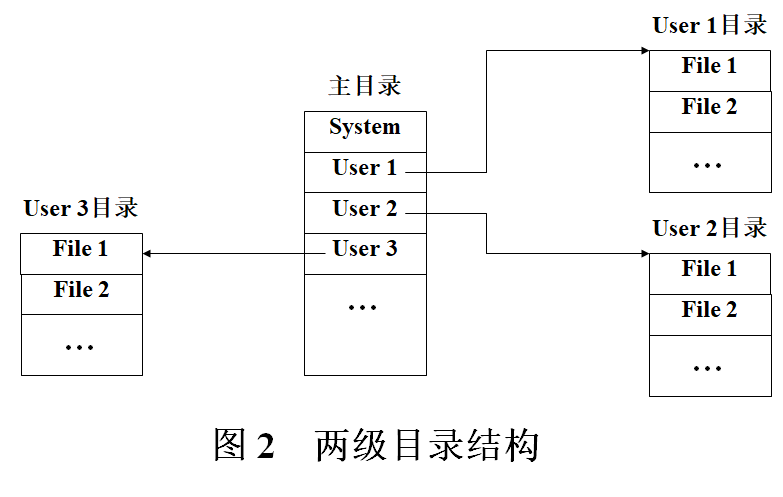 User 1目录
File 1
File 2
…
主目录
System
User 1
User 2
User 3
…
User 3目录
File 1
File 2
…
User 2目录
File 1
File 2
…
图 2 两级目录结构